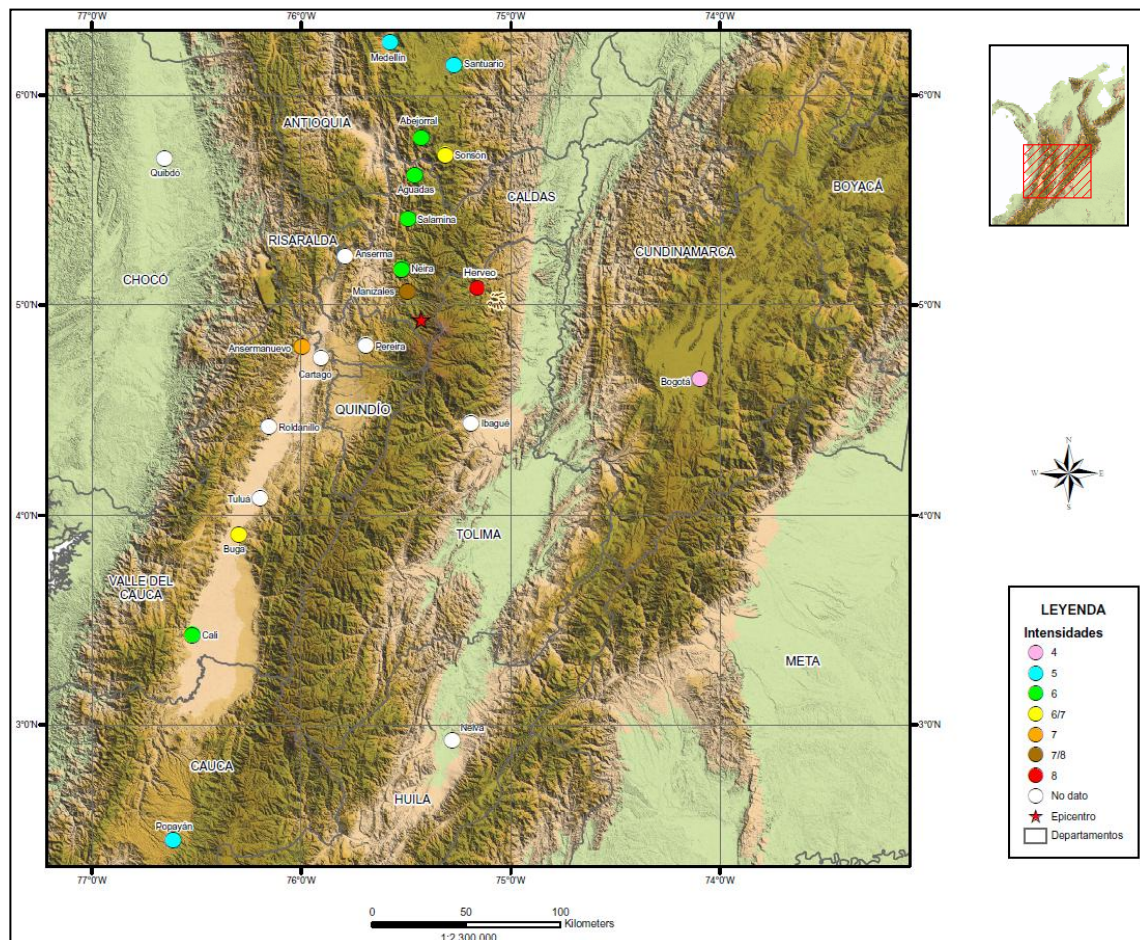 77°0'W 76°0'W 75°0'W 74°0'W
Medellín
Santuario
6°0'N 6°0'N
ANTIOQUIA
Abejorral
Sonsón
Quibdó
Aguadas
BOYACÁ
CALDAS
Salamina
RISARALDA
Anserma
CUNDINAMARCA
CHOCÓ
Neira
Herveo
Manizales
5°0'N 5°0'N
Ansermanuevo
Pereira
Cartago
Bogotá
QUINDÍO
Roldanillo
Ibagué
Tuluá
4°0'N 4°0'N
TOLIMA
Buga
VALLE DEL
CAUCA
Cali
META
3°0'N 3°0'N
Neiva
CAUCA
HUILA
Popayán
77°0'W 76°0'W 75°0'W 74°0'W
0 50 100
Kilometers
1:2.300.000
N
W E
S
LEYENDA
Intensidades
4
5
6
6/7
7
7/8
8
No dato
Epicentro
Departamentos